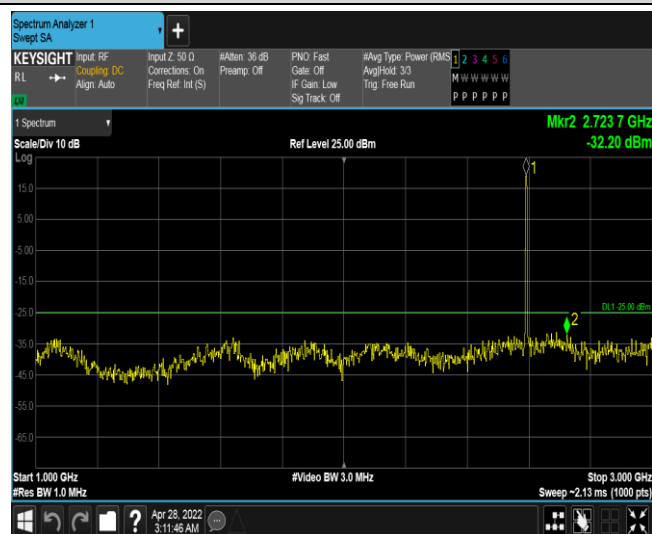 Spectrum Analyzer 1
Swept SA
+
KEYSIGHT
RL
Input: RF
Coupling: DC
Align: Auto
Input Z: 50 Ω
Corrections: On
Freq Ref: Int (S)
#Atten: 36 dB
Preamp: Off
PNO: Fast
Gate: Off
IF Gain: Low
Sig Track: Off
#Avg Type: Power (RMS
Avg|Hold: 3/3
Trig: Free Run
1 2 3 4 5 6
M W W W W W
P P P P P P
1 Spectrum
Mkr2 2.723 7 GHz
Scale/Div 10 dB
Ref Level 25.00 dBm
-32.20 dBm
Log
1
15.0
5.00
-5.00
-15.0
-25.0
DL1 -25.00 dBm
2
-35.0
-45.0
-55.0
-65.0
Start 1.000 GHz
#Video BW 3.0 MHz
Stop 3.000 GHz
#Res BW 1.0 MHz
Sweep ~2.13 ms (1000 pts)
?
Apr 28, 2022
3:11:46 AM